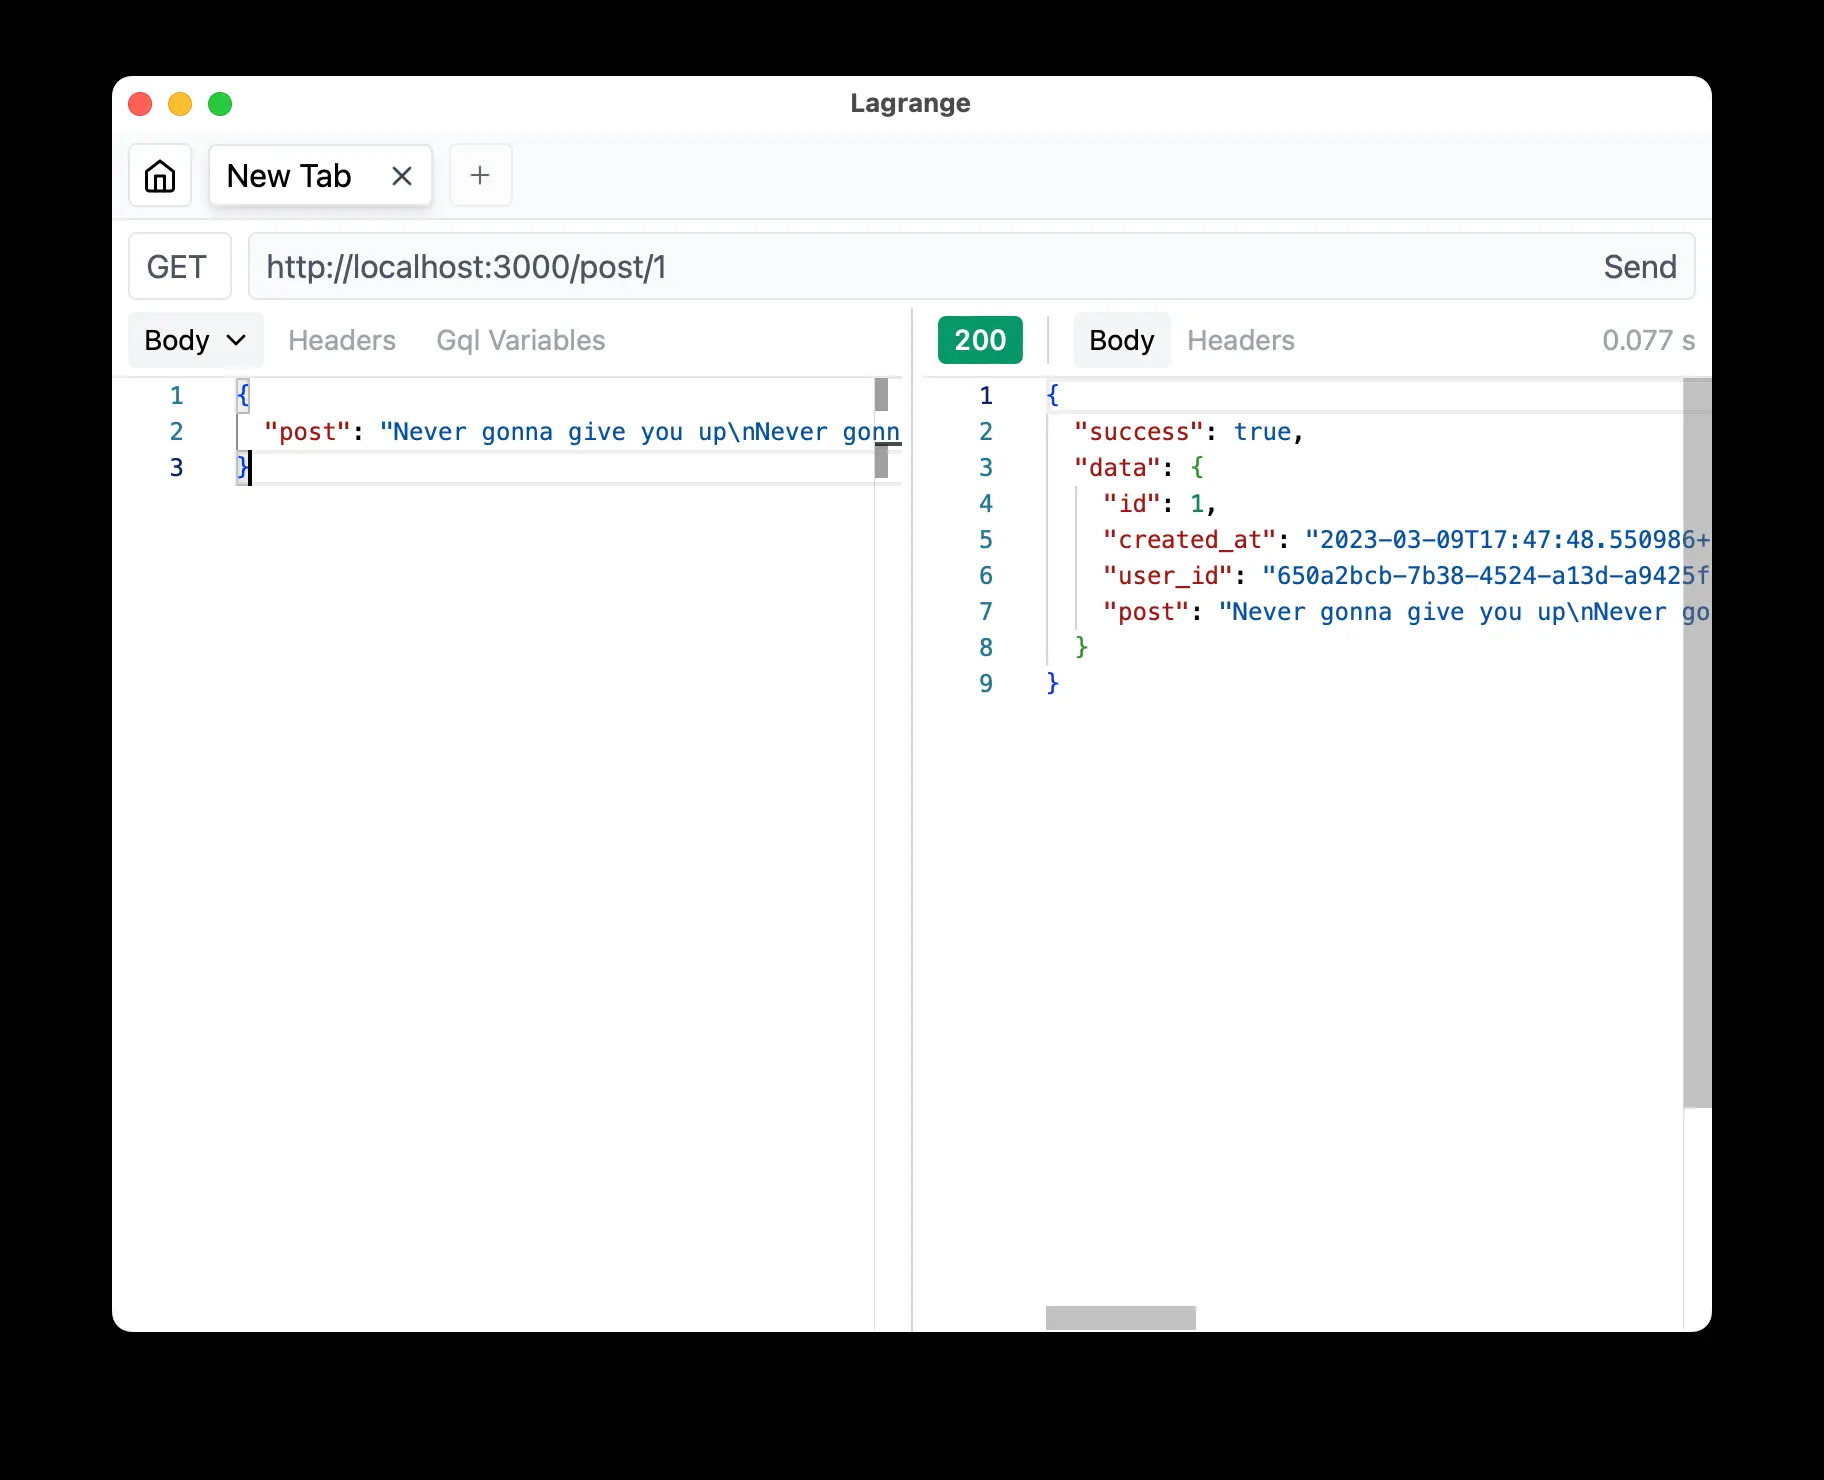 Lagrange
New Tab
GET http://localhost:3000/post/1 Send
Body Headers Gql Variables
1 {
2 "post": "Never gonna give you up\nNever gonn
3 }
200 Body Headers 0.077 s
1 {
2 "success": true,
3 "data": {
4 "id": 1,
5 "created_at": "2023-03-09T17:47:48.550986+
6 "user_id": "650a2bcb-7b38-4524-a13d-a9425f
7 "post": "Never gonna give you up\nNever go
8 }
9 }